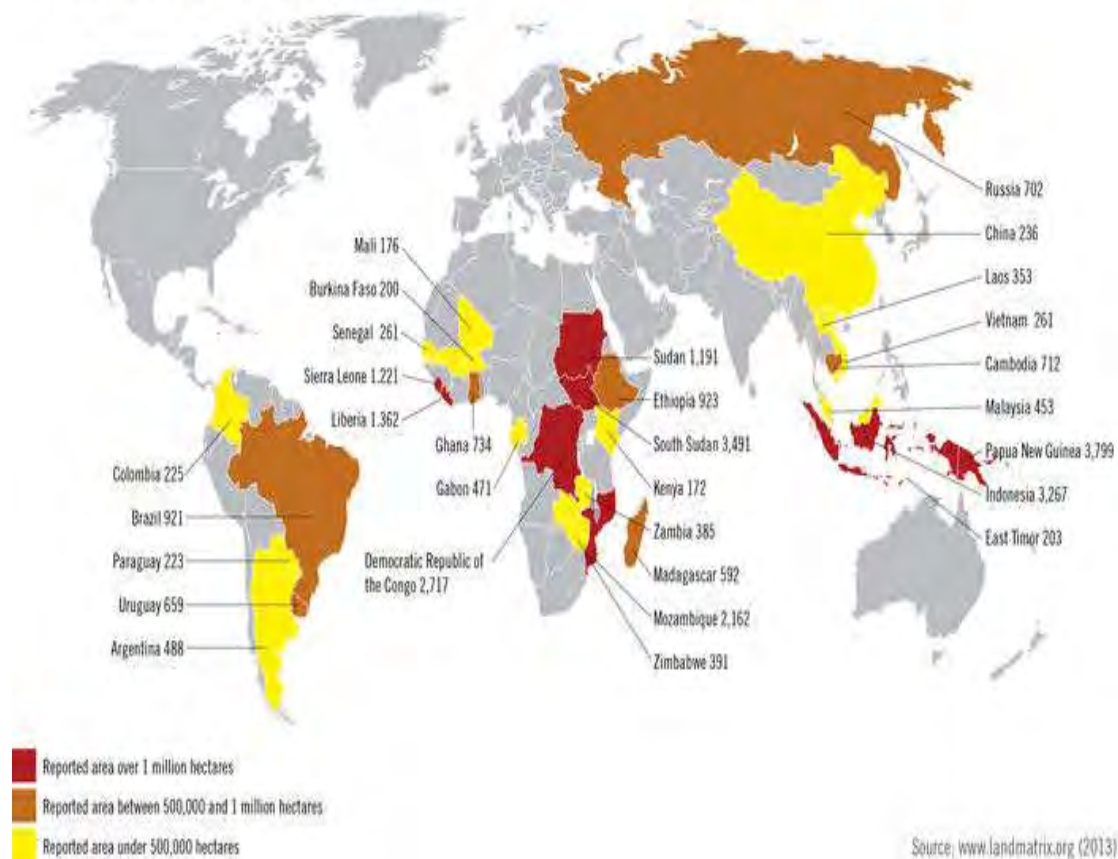 Russia 702
China 236
Laos 353
Vietnam 261
Cambodia 712
Malaysia 453
Papua New Guinea 3,799
Indonesia 3,267
East Timor 203
Mali 176
Burkina Faso 200
Senegal 261
Sierra Leone 1.221
Liberia 1.362
Ghana 734
Gabon 471
Democratic Republic of
the Congo 2,717
Sudan 1,191
Ethiopia 923
South Sudan 3,491
Kenya 172
Zambia 385
Madagascar 592
Mozambique 2,162
Zimbabwe 391
Colombia 225
Brazil 921
Paraguay 223
Uruguay 659
Argentina 488
Reported area over 1 million hectares
Reported area between 500,000 and 1 million hectares
Reported area under 500,000 hectares
Source: www.landmatrix.org (2013)